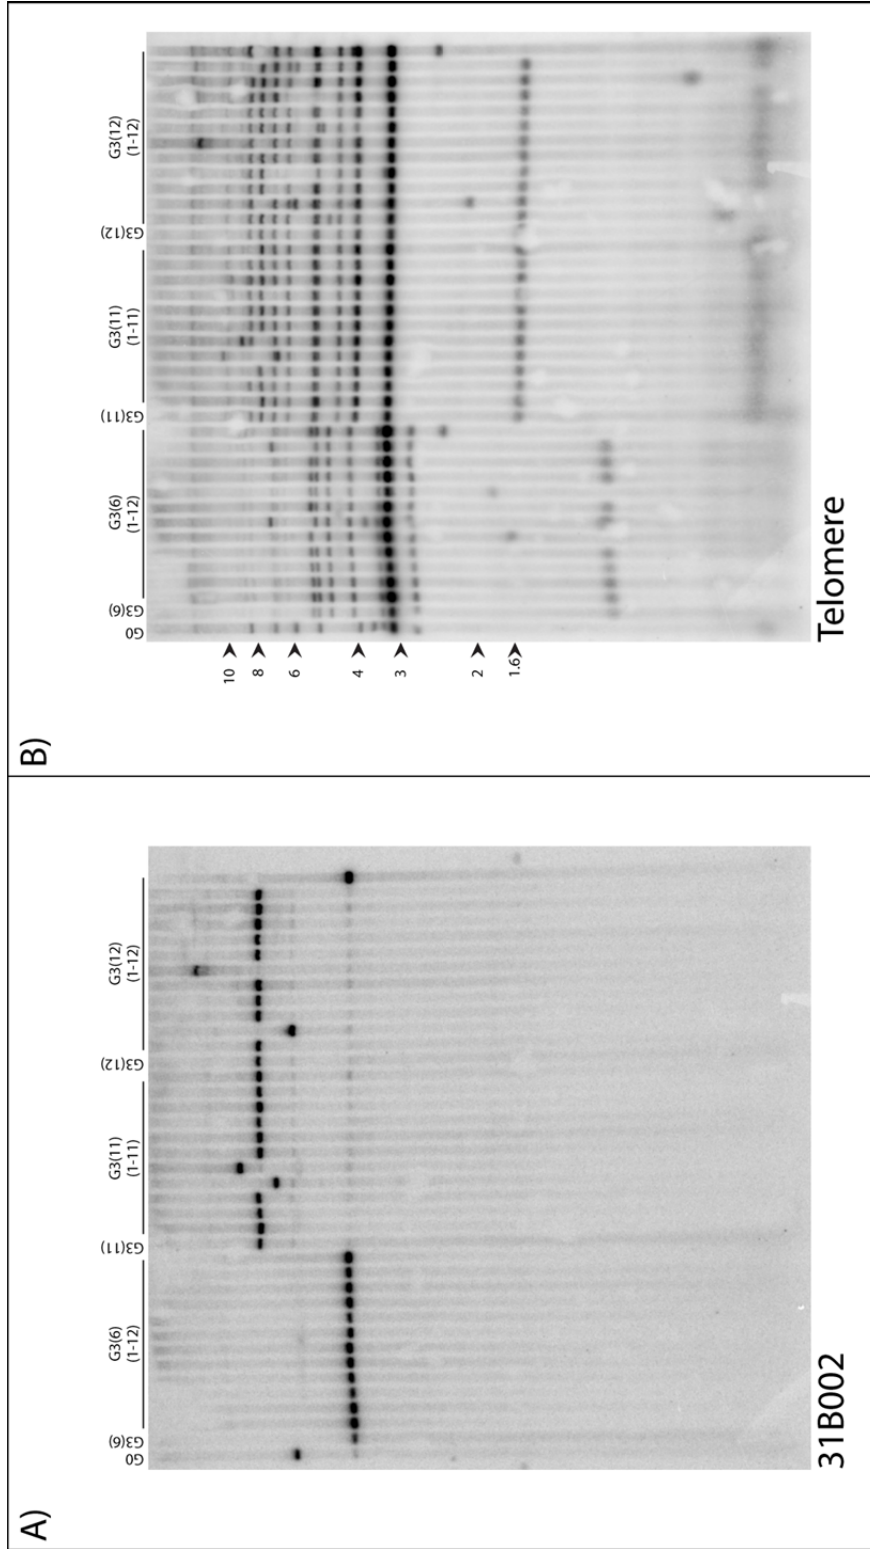 A)
G0
G3(6)
G3(6)
(1-12)
G3(11)
G3(11)
(1-11)
G3(12)
G3(12)
(1-12)
31B002
B)
G0
G3(6)
G3(6)
(1-12)
G3(11)
G3(11)
(1-11)
G3(12)
G3(12)
(1-12)
10
8
6
4
3
2
1.6
Telomere